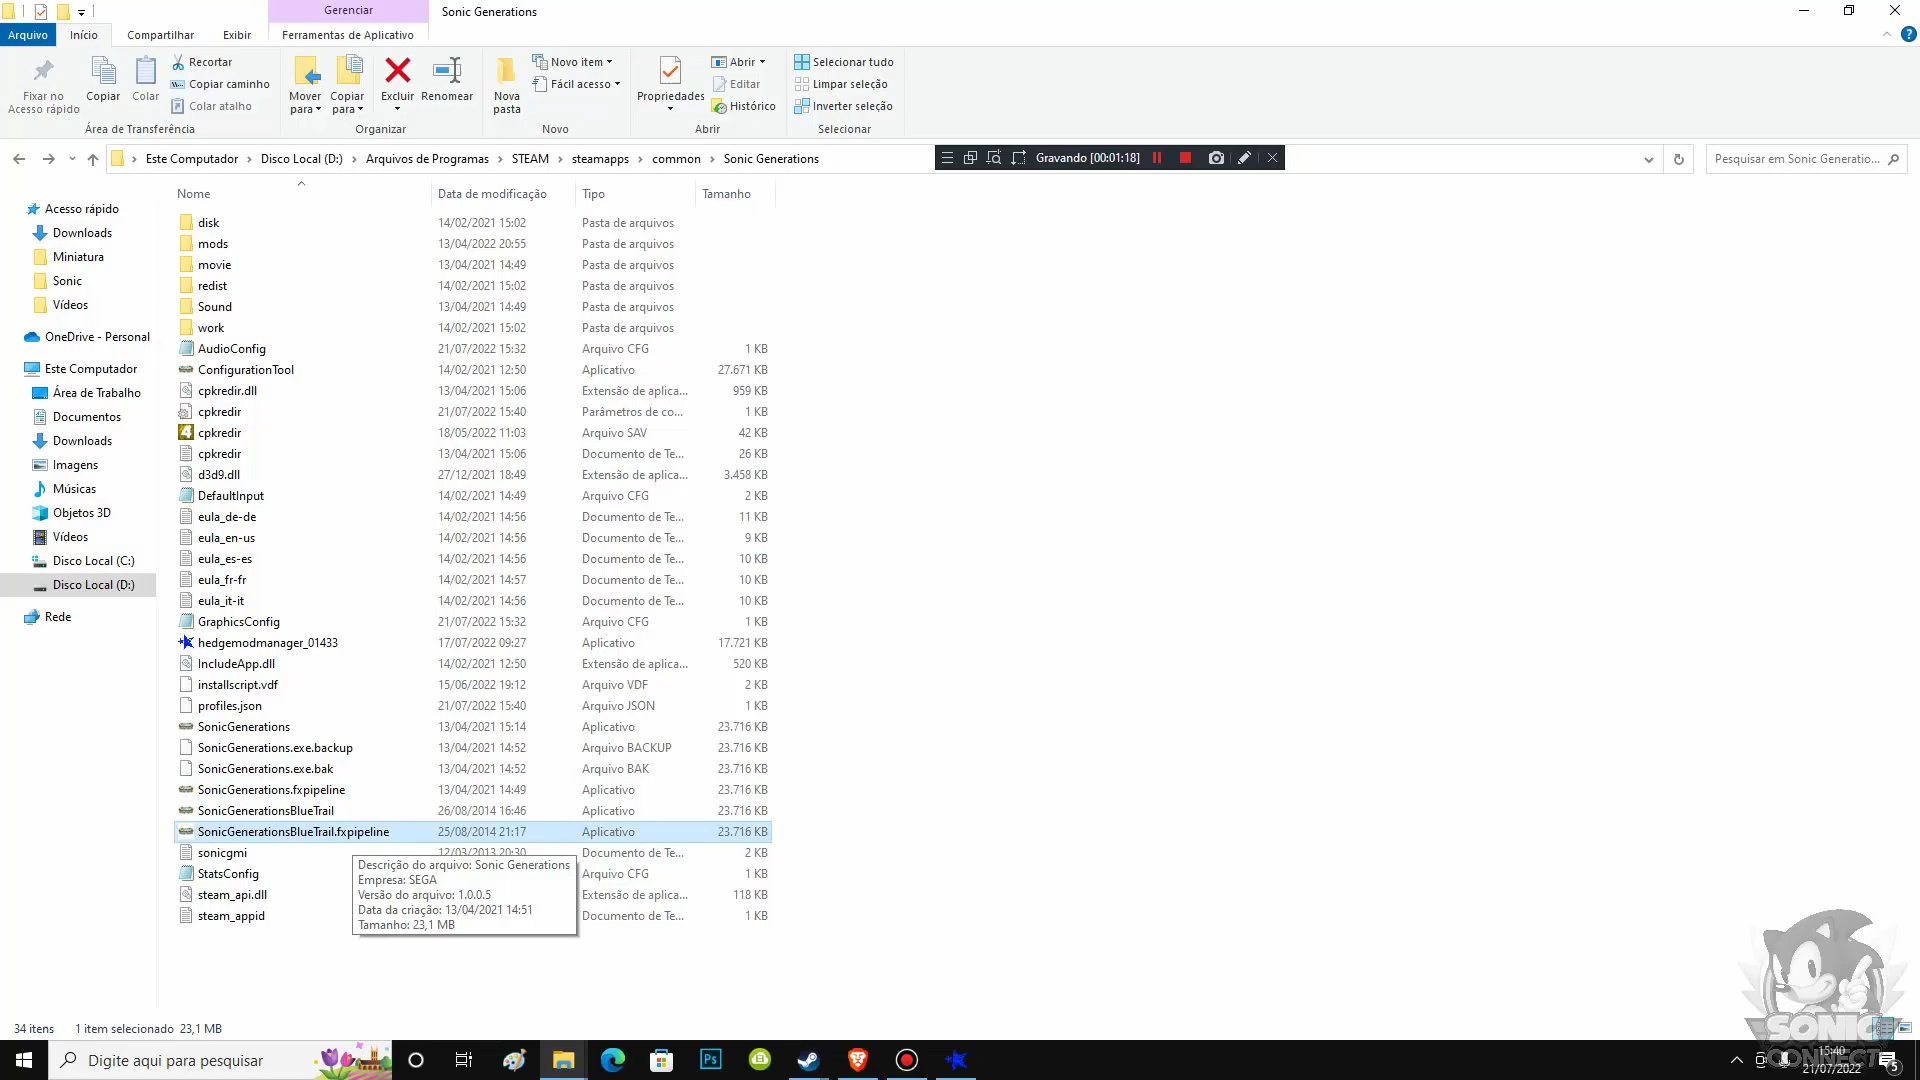 Gerenciar
Sonic Generations
Arquivo
Início
Compartilhar
Exibir
Ferramentas de Aplicativo
Fixar no
Acesso rápido
Copiar
Colar
Recortar
Copiar caminho
Colar atalho
Área de Transferência
Mover
para
Copiar
para
Excluir
Renomear
Organizar
Nova
pasta
Novo item
Fácil acesso
Novo
Propriedades
Abrir
Editar
Histórico
Abrir
Selecionar tudo
Limpar seleção
Inverter seleção
Selecionar
Este Computador
Disco Local (D:)
Arquivos de Programas
STEAM
steamapps
common
Sonic Generations
Gravando [00:01:18]
Pesquisar em Sonic Generatio...
Nome
Data de modificação
Tipo
Tamanho
Acesso rápido
Downloads
Miniatura
Sonic
Vídeos
OneDrive - Personal
Este Computador
Área de Trabalho
Documentos
Downloads
Imagens
Músicas
Objetos 3D
Vídeos
Disco Local (C:)
Disco Local (D:)
Rede
disk 14/02/2021 15:02 Pasta de arquivos
mods 13/04/2022 20:55 Pasta de arquivos
movie 13/04/2021 14:49 Pasta de arquivos
redist 14/02/2021 15:02 Pasta de arquivos
Sound 13/04/2021 14:49 Pasta de arquivos
work 14/02/2021 15:02 Pasta de arquivos
AudioConfig 21/07/2022 15:32 Arquivo CFG 1 KB
ConfigurationTool 14/02/2021 12:50 Aplicativo 27.671 KB
cpkredir.dll 13/04/2021 15:06 Extensão de aplica... 959 KB
cpkredir 21/07/2022 15:40 Parâmetros de co... 1 KB
cpkredir 18/05/2022 11:03 Arquivo SAV 42 KB
cpkredir 13/04/2021 15:06 Documento de Te... 26 KB
d3d9.dll 27/12/2021 18:49 Extensão de aplica... 3.458 KB
DefaultInput 14/02/2021 14:49 Arquivo CFG 2 KB
eula_de-de 14/02/2021 14:56 Documento de Te... 11 KB
eula_en-us 14/02/2021 14:56 Documento de Te... 9 KB
eula_es-es 14/02/2021 14:56 Documento de Te... 10 KB
eula_fr-fr 14/02/2021 14:57 Documento de Te... 10 KB
eula_it-it 14/02/2021 14:56 Documento de Te... 10 KB
GraphicsConfig 21/07/2022 15:32 Arquivo CFG 1 KB
hedgemodmanager_01433 17/07/2022 09:27 Aplicativo 17.721 KB
IncludeApp.dll 14/02/2021 12:50 Extensão de aplica... 520 KB
installscript.vdf 15/06/2022 19:12 Arquivo VDF 2 KB
profiles.json 21/07/2022 15:40 Arquivo JSON 1 KB
SonicGenerations 13/04/2021 15:14 Aplicativo 23.716 KB
SonicGenerations.exe.backup 13/04/2021 14:52 Arquivo BACKUP 23.716 KB
SonicGenerations.exe.bak 13/04/2021 14:52 Arquivo BAK 23.716 KB
SonicGenerations.fxpipeline 13/04/2021 14:49 Aplicativo 23.716 KB
SonicGenerationsBlueTrail 26/08/2014 16:46 Aplicativo 23.716 KB
SonicGenerationsBlueTrail.fxpipeline 25/08/2014 21:17 Aplicativo 23.716 KB
sonicgmi 12/03/2013 20:30 Documento de Te... 2 KB
StatsConfig Arquivo CFG 1 KB
steam_api.dll Extensão de aplica... 118 KB
steam_appid Documento de Te... 1 KB
Descrição do arquivo: Sonic Generations
Empresa: SEGA
Versão do arquivo: 1.0.0.5
Data da criação: 13/04/2021 14:51
Tamanho: 23,1 MB
34 itens
1 item selecionado 23,1 MB
SONIC
CONNECT
Digite aqui para pesquisar
Ps
15:40
21/07/2022
5